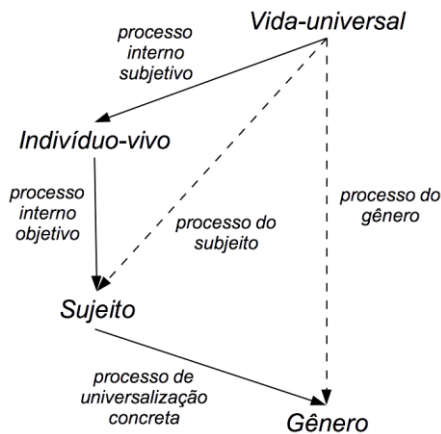 Vida-universal
processo
interno
subjetivo
Indivíduo-vivo
processo
interno
objetivo
processo do
subjeito
processo do
gênero
Sujeito
processo de
universalização
concreta
Gênero